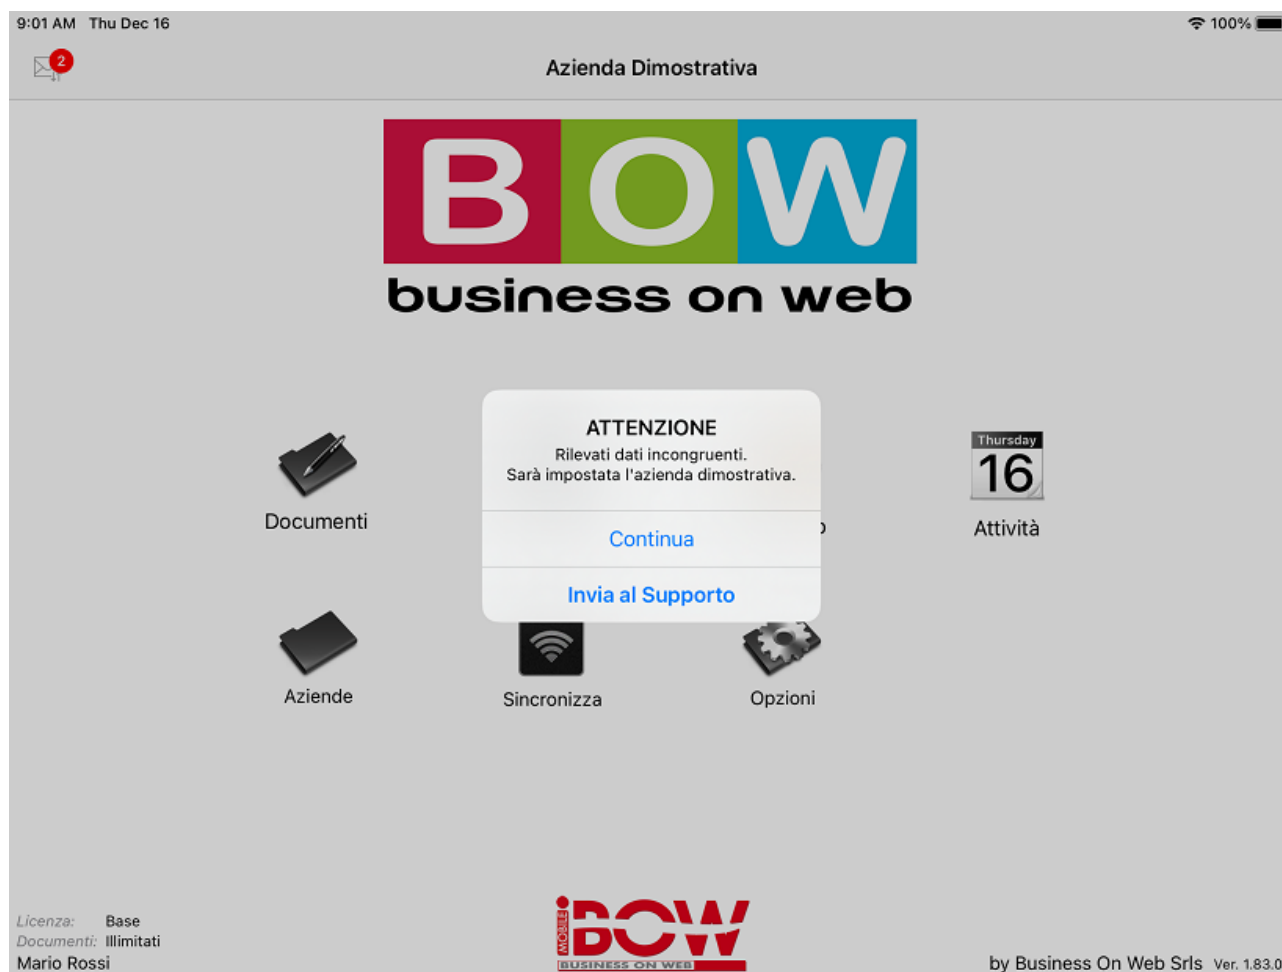 9:01 AM Thu Dec 16
100%
2
Azienda Dimostrativa
BOW
business on web
ATTENZIONE
Rilevati dati incongruenti.
Sarà impostata l'azienda dimostrativa.
Continua
Invia al Supporto
Documenti
Thursday
16
Attività
Aziende
Sincronizza
Opzioni
Licenza: Base
Documenti: Illimitati
Mario Rossi
MOBILE
iBOW
BUSINESS ON WEB
by Business On Web Srls Ver. 1.83.0